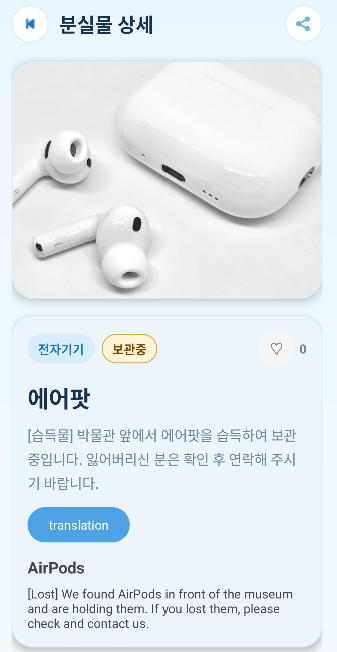 분실물 상세
전자기기
보관중
♡ 0
에어팟
[습득물] 박물관 앞에서 에어팟을 습득하여 보관
중입니다. 잃어버리신 분은 확인 후 연락해 주시
기 바랍니다.
translation
AirPods
[Lost] We found AirPods in front of the museum
and are holding them. If you lost them, please
check and contact us.